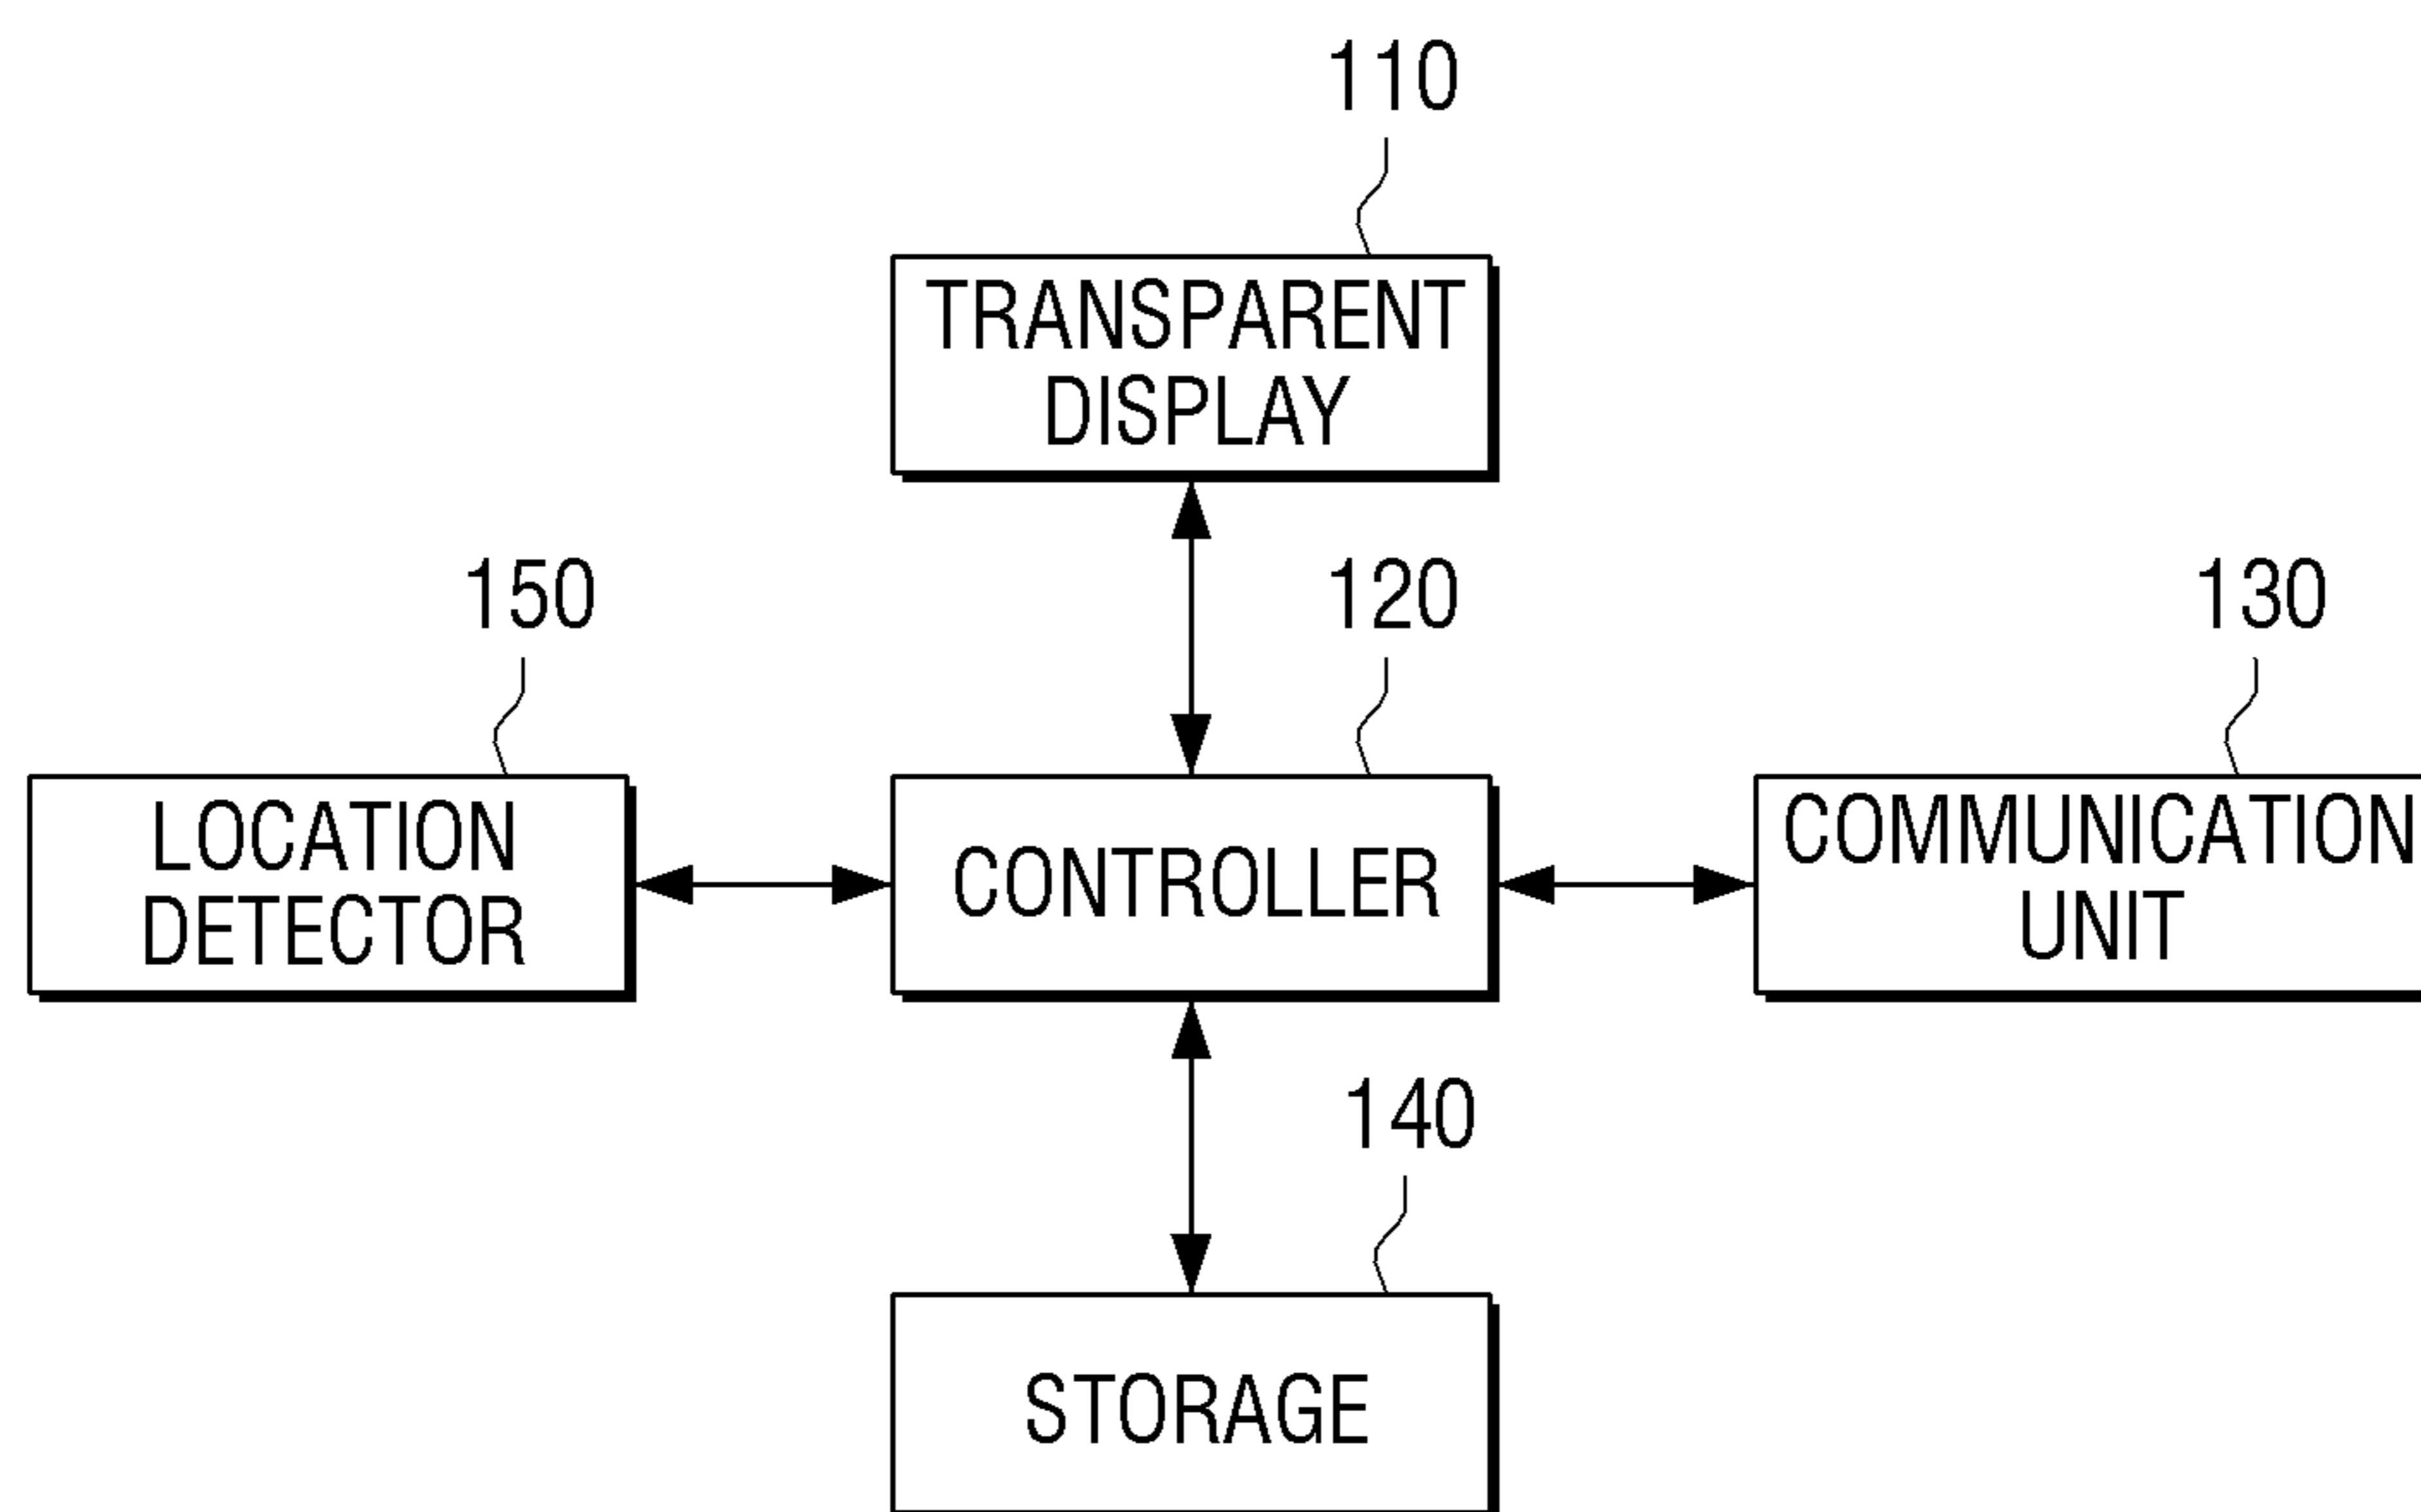 110
TRANSPARENT
DISPLAY
150
120
130
LOCATION
DETECTOR
CONTROLLER
COMMUNICATION
UNIT
140
STORAGE